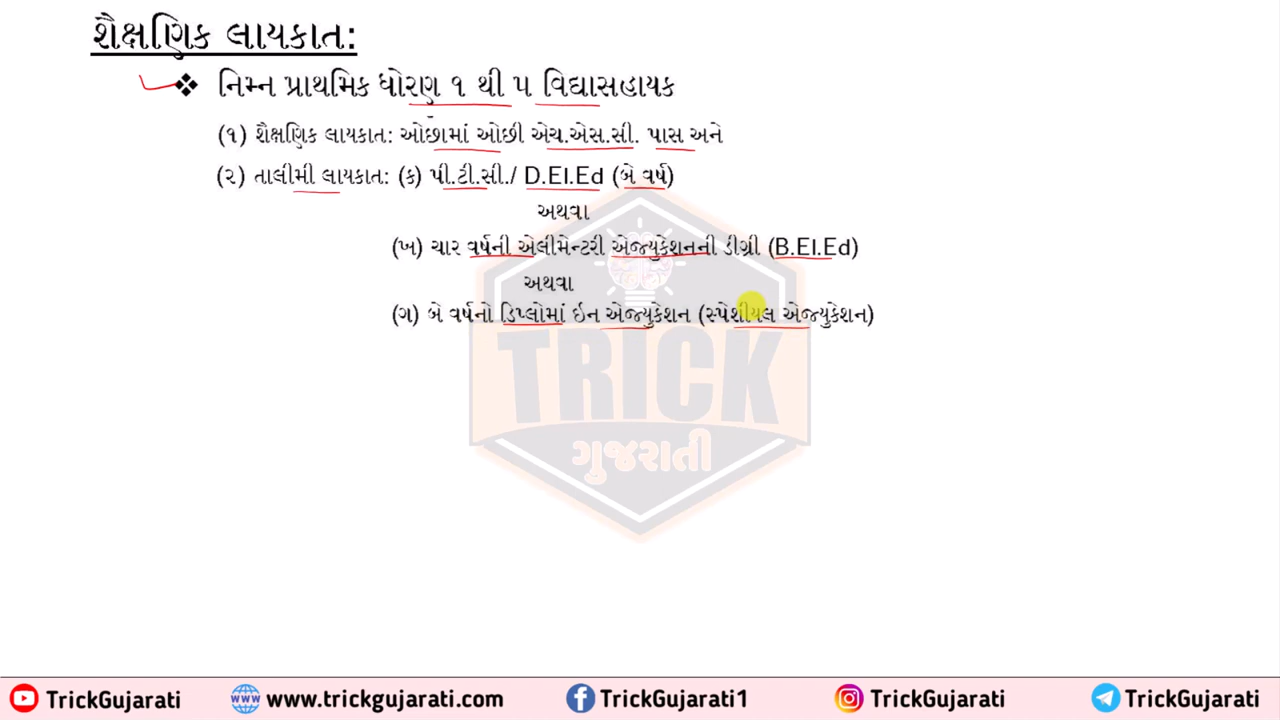 શૈક્ષણિક લાયકાત:
❖ નિમ્ન પ્રાથમિક ધોરણ ૧ થી ૫ વિદ્યાસહાયક
(૧) શૈક્ષણિક લાયકાત: ઓછામાં ઓછી એચ.એસ.સી. પાસ અને
(૨) તાલીમી લાયકાત: (ક) પી.ટી.સી./ D.El.Ed (બે વર્ષ)
અથવા
(ખ) ચાર વર્ષની એલીમેન્ટરી એજ્યુકેશનની ડીગ્રી (B.El.Ed)
અથવા
(ગ) બે વર્ષનો ડિપ્લોમાં ઇન એજ્યુકેશન (સ્પેશીયલ એજ્યુકેશન)
TRICK
ગુજરાતી
TrickGujarati www.trickgujarati.com TrickGujarati1 TrickGujarati TrickGujarati